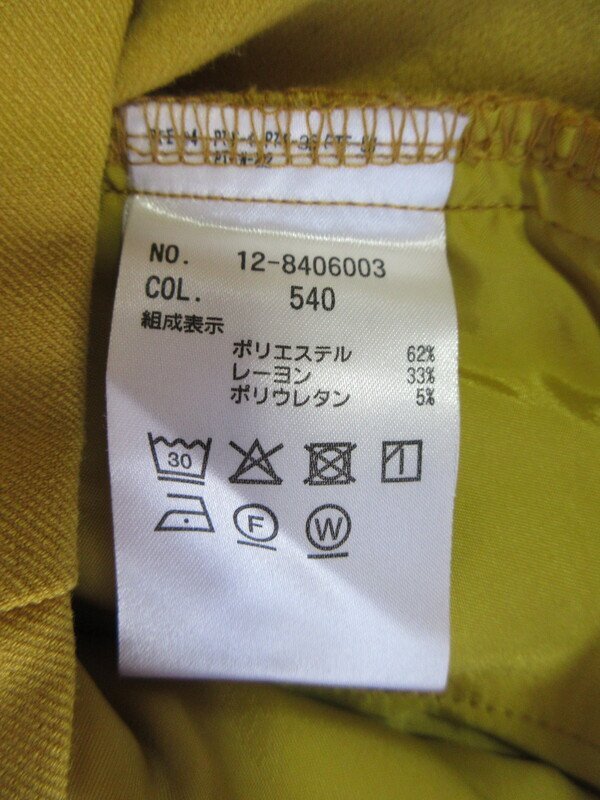 NO. 12-8406003
COL. 540
組成表示
ポリエステル 62%
レーヨン 33%
ポリウレタン 5%
30
F W